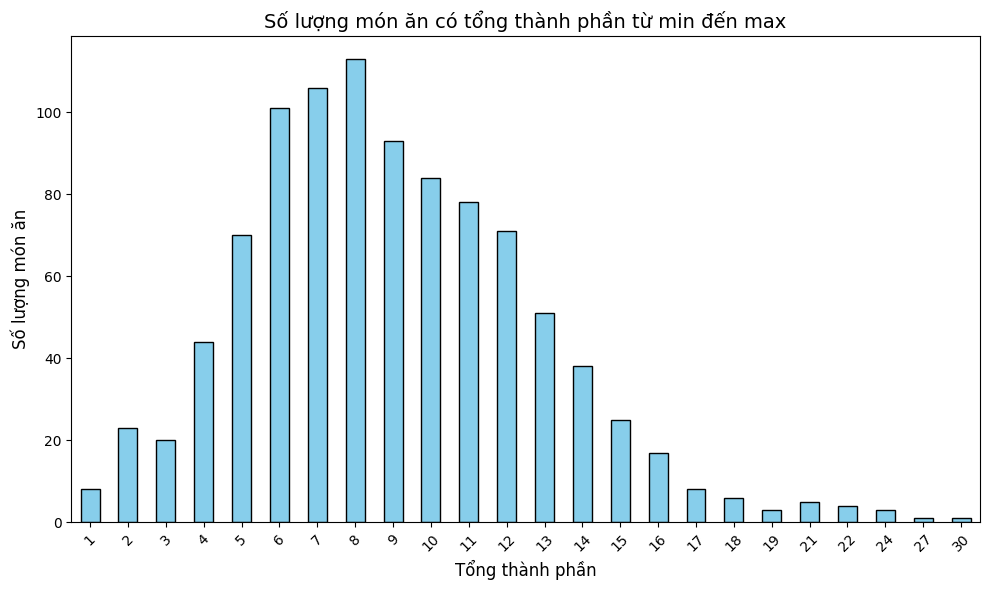 Số lượng món ăn có tổng thành phần từ min đến max
Số lượng món ăn
100
80
60
40
20
0
1 2 3 4 5 6 7 8 9 10 11 12 13 14 15 16 17 18 19 21 22 24 27 30
Tổng thành phần